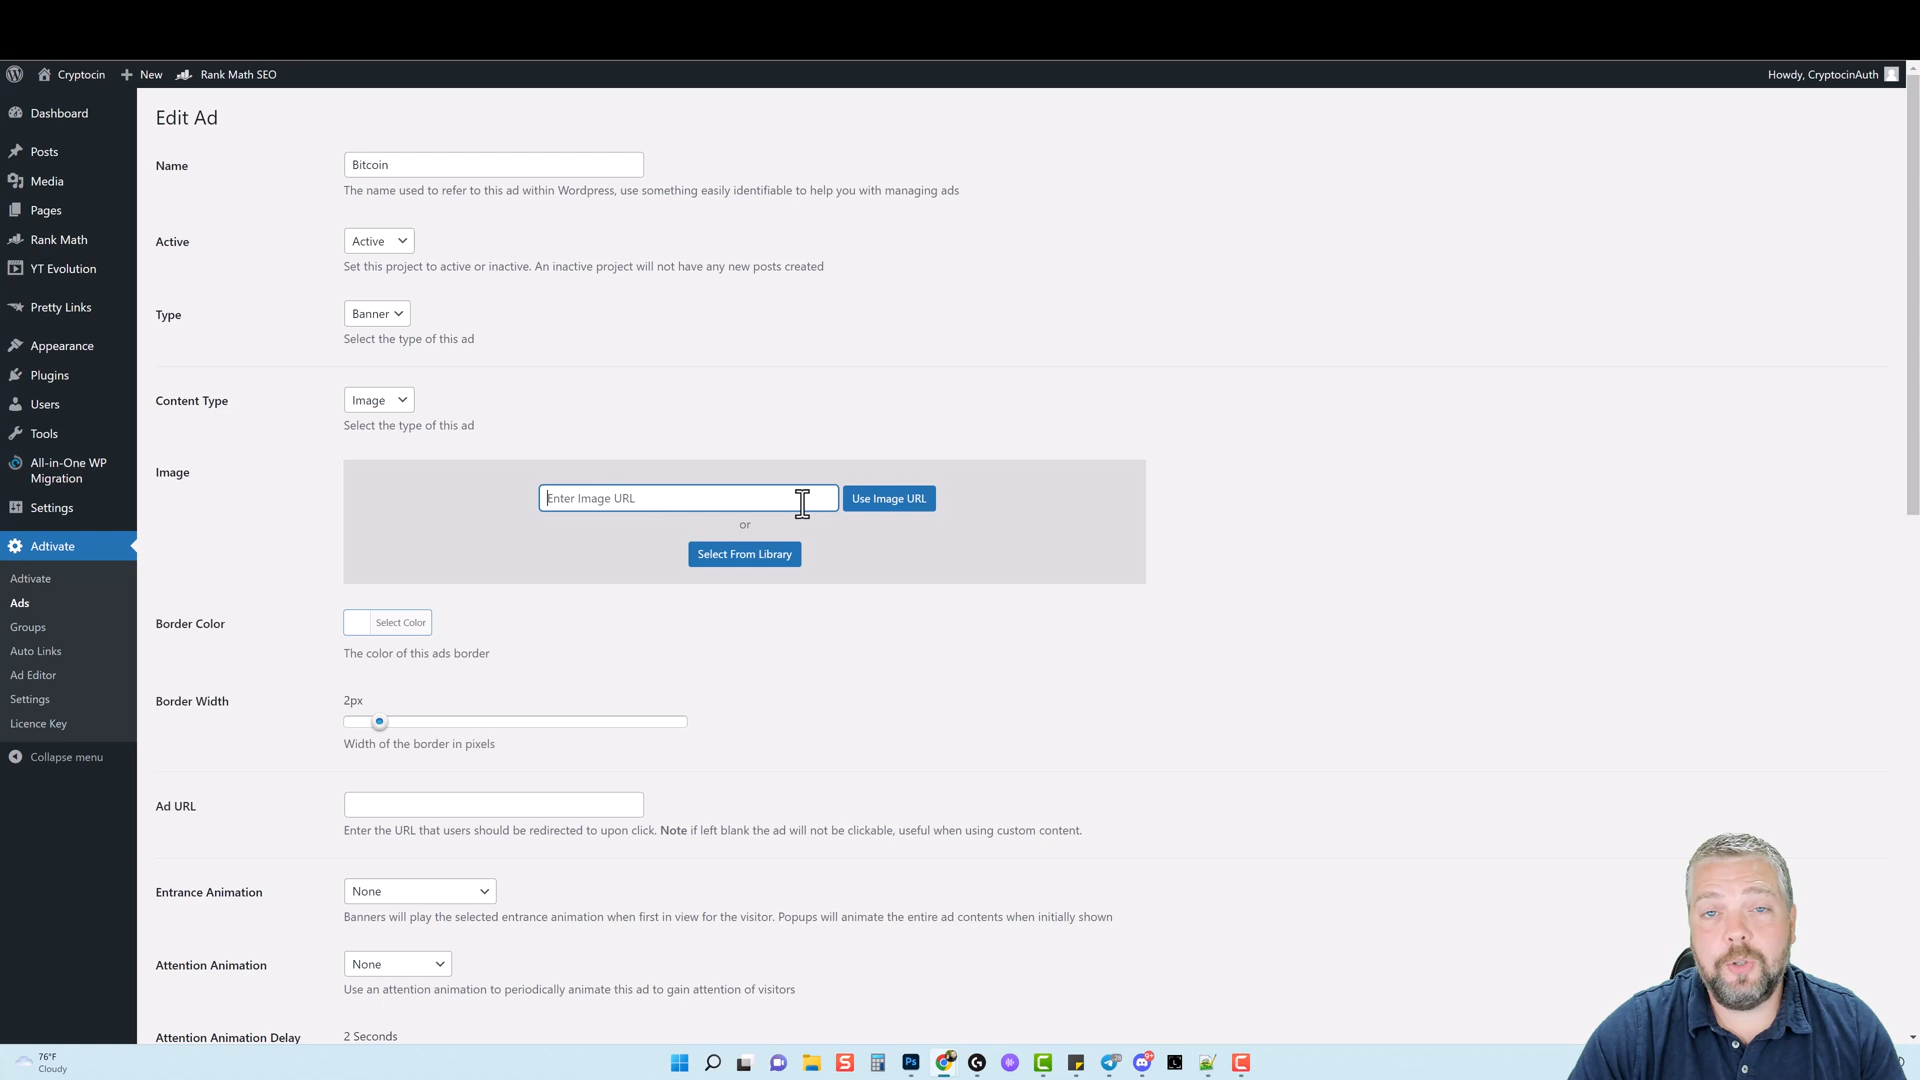 Cryptocin
New
Rank Math SEO
Howdy, CryptocinAuth
Dashboard
Posts
Media
Pages
Rank Math
YT Evolution
Pretty Links
Appearance
Plugins
Users
Tools
All-in-One WP
Migration
Settings
Adtivate
Adtivate
Ads
Groups
Auto Links
Ad Editor
Settings
Licence Key
Collapse menu
Edit Ad
Name
Bitcoin
The name used to refer to this ad within Wordpress, use something easily identifiable to help you with managing ads
Active
Active
Set this project to active or inactive. An inactive project will not have any new posts created
Type
Banner
Select the type of this ad
Content Type
Image
Select the type of this ad
Image
Enter Image URL
Use Image URL
or
Select From Library
Border Color
Select Color
The color of this ads border
Border Width
2px
Width of the border in pixels
Ad URL
Enter the URL that users should be redirected to upon click. Note if left blank the ad will not be clickable, useful when using custom content.
Entrance Animation
None
Banners will play the selected entrance animation when first in view for the visitor. Popups will animate the entire ad contents when initially shown
Attention Animation
None
Use an attention animation to periodically animate this ad to gain attention of visitors
Attention Animation Delay
2 Seconds
76°F
Cloudy